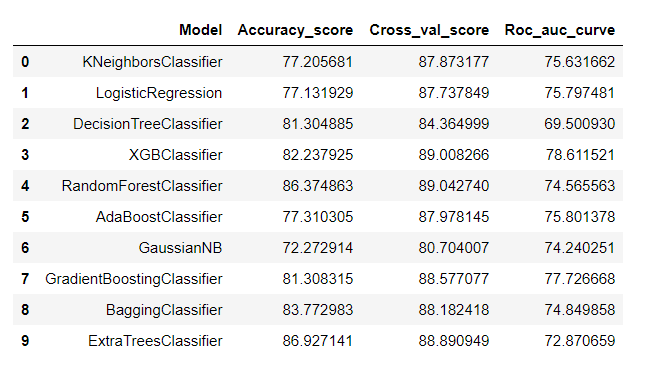 Model Accuracy_score Cross_val_score Roc_auc_curve
0 KNeighborsClassifier 77.205681 87.873177 75.631662
1 LogisticRegression 77.131929 87.737849 75.797481
2 DecisionTreeClassifier 81.304885 84.364999 69.500930
3 XGBClassifier 82.237925 89.008266 78.611521
4 RandomForestClassifier 86.374863 89.042740 74.565563
5 AdaBoostClassifier 77.310305 87.978145 75.801378
6 GaussianNB 72.272914 80.704007 74.240251
7 GradientBoostingClassifier 81.308315 88.577077 77.726668
8 BaggingClassifier 83.772983 88.182418 74.849858
9 ExtraTreesClassifier 86.927141 88.890949 72.870659